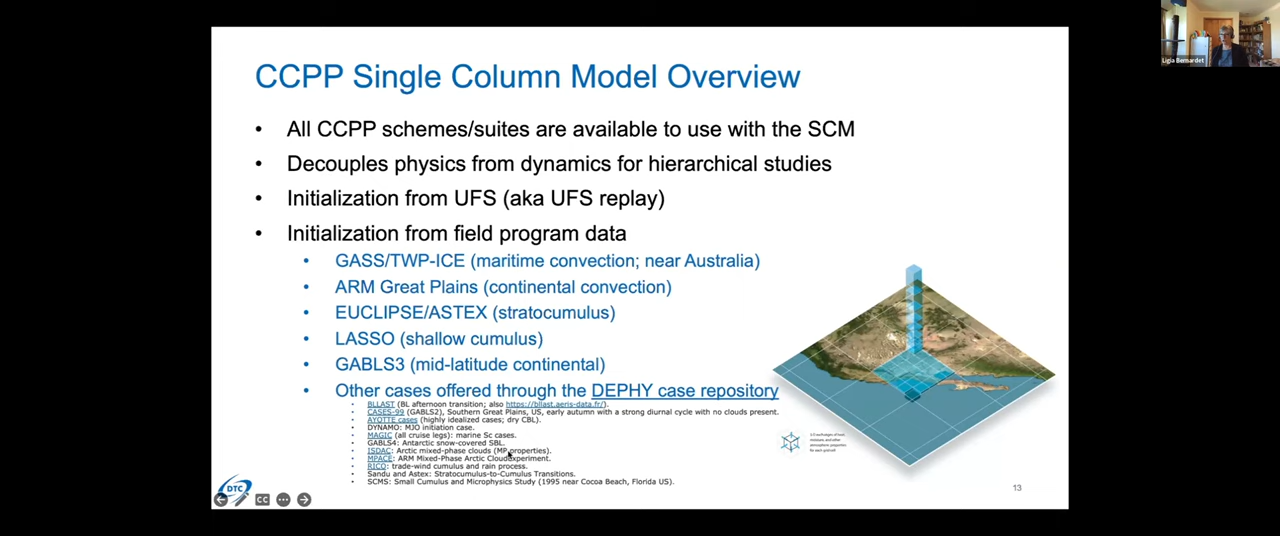 CCPP Single Column Model Overview
• All CCPP schemes/suites are available to use with the SCM
• Decouples physics from dynamics for hierarchical studies
• Initialization from UFS (aka UFS replay)
• Initialization from field program data
• GASS/TWP-ICE (maritime convection; near Australia)
• ARM Great Plains (continental convection)
• EUCLIPSE/ASTEX (stratocumulus)
• LASSO (shallow cumulus)
• GABLS3 (mid-latitude continental)
• Other cases offered through the DEPHY case repository
• BLLAST (BL afternoon transition; also https://bllast.aeris-data.fr/).
• CASES-99 (GABLS2), Southern Great Plains, US, early autumn with a strong diurnal cycle with no clouds present.
• AYOTTE cases (highly idealized cases; dry CBL).
• DYNAMO: MJO initiation case.
• MAGIC (all cruise legs): marine Sc cases.
• GABLS4: Antarctic snow-covered SBL.
• ISDAC: Arctic mixed-phase clouds (MP properties).
• MPACE: ARM Mixed-Phase Arctic Cloud Experiment.
• RICO: trade-wind cumulus and rain process.
• Sandu and Astex: Stratocumulus-to-Cumulus Transitions.
• SCMS: Small Cumulus and Microphysics Study (1995 near Cocoa Beach, Florida US).
DTC
CC
13
Ligia Bernardet